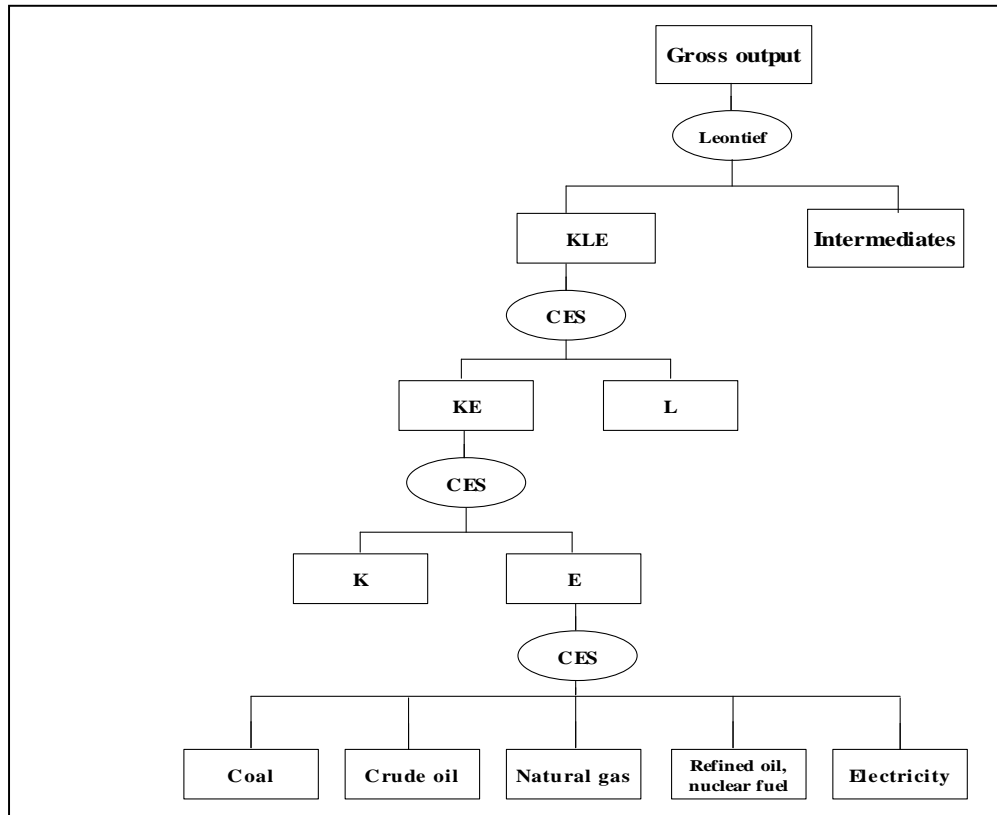 Gross output
Leontief
KLE
Intermediates
CES
KE
L
CES
K
E
CES
Coal
Crude oil
Natural gas
Refined oil,
nuclear fuel
Electricity